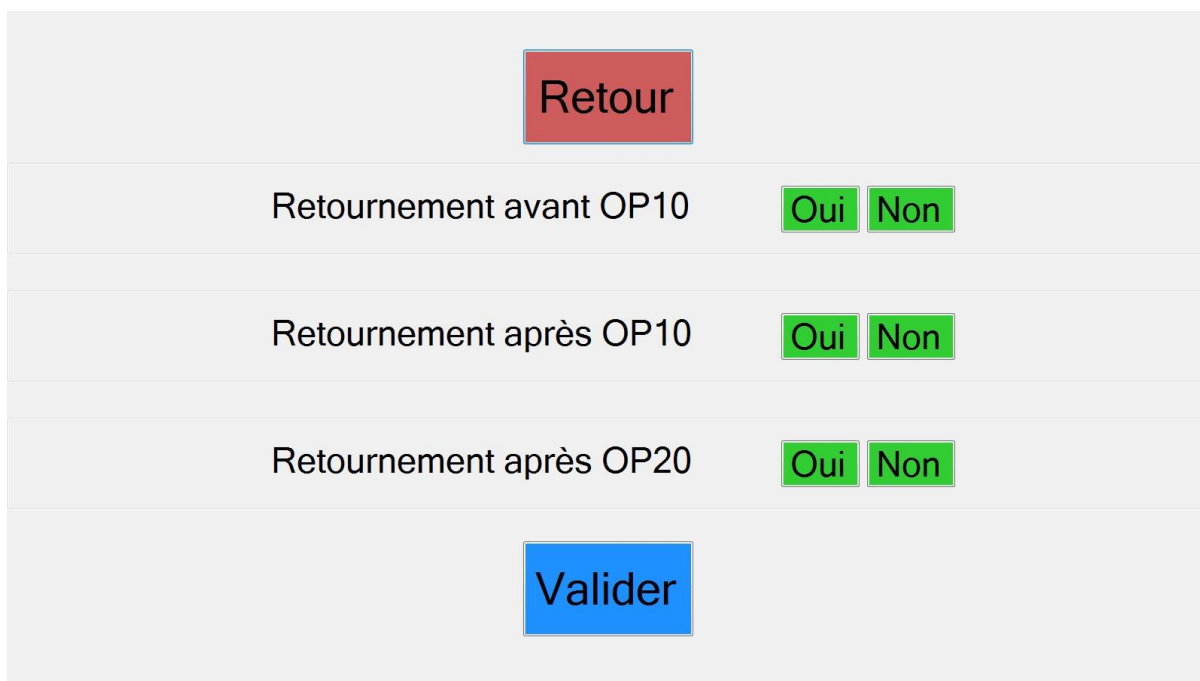 Retour
Retournement avant OP10 Oui Non
Retournement après OP10 Oui Non
Retournement après OP20 Oui Non
Valider